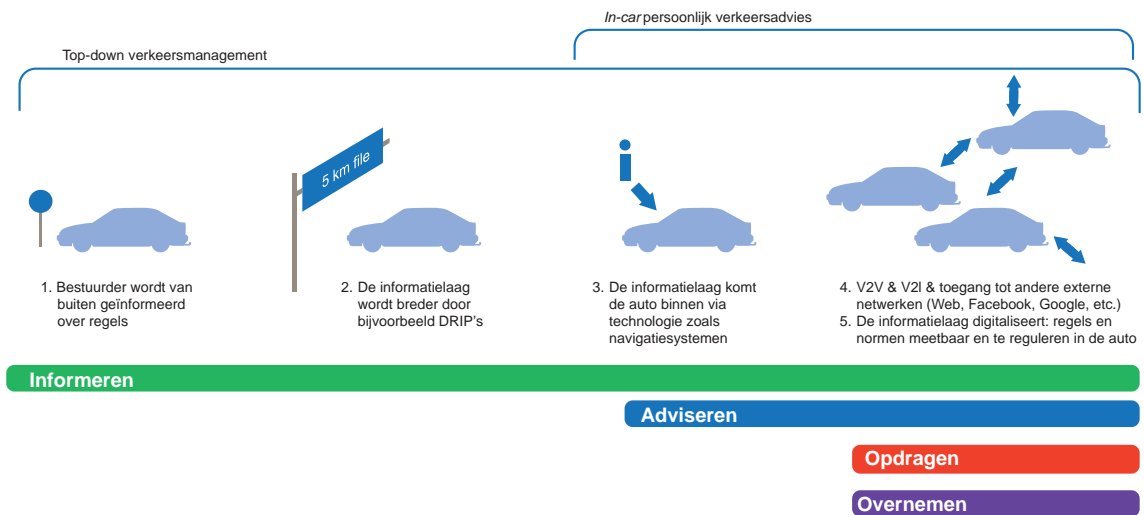 In-car persoonlijk verkeersadvies
Top-down verkeersmanagement
5 km file
1. Bestuurder wordt van
buiten geïnformeerd
over regels
2. De informatielaag
wordt breder door
bijvoorbeeld DRIP's
3. De informatielaag komt
de auto binnen via
technologie zoals
navigatiesystemen
4. V2V & V2I & toegang tot andere externe
netwerken (Web, Facebook, Google, etc.)
5. De informatielaag digitaliseert: regels en
normen meetbaar en te reguleren in de auto
Informeren
Adviseren
Opdragen
Overnemen